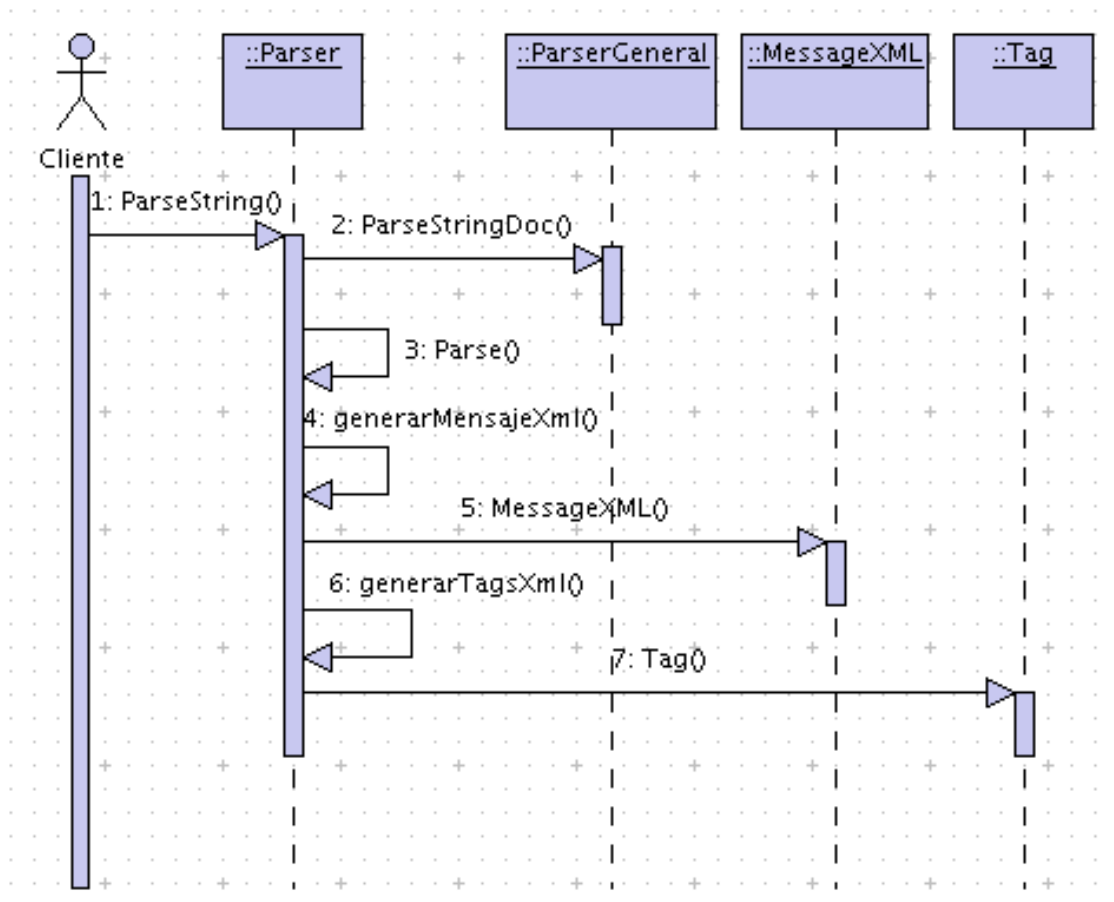 ::Parser
::ParserGeneral
::MessageXML
::Tag
Cliente
1: ParseString()
2: ParseStringDoc()
3: Parse()
4: generarMensajeXml()
5: MessageXML()
6: generarTagsXml()
7: Tag()